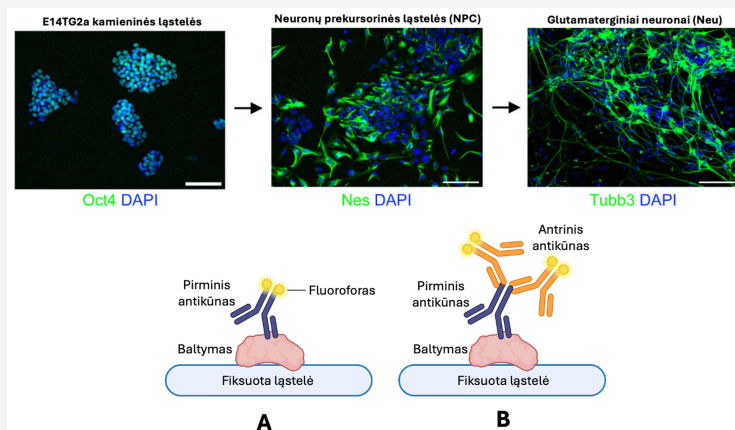 E14TG2a kamieninės ląstelės
Neuronų prekursorinės ląstelės (NPC)
Glutamaterginiai neuronai (Neu)
Oct4 DAPI
Nes DAPI
Tubb3 DAPI
Pirminis
antikūnas
Fluoroforas
Baltymas
Fiksuota ląstelė
A
Antrinis
antikūnas
Pirminis
antikūnas
Baltymas
Fiksuota ląstelė
B